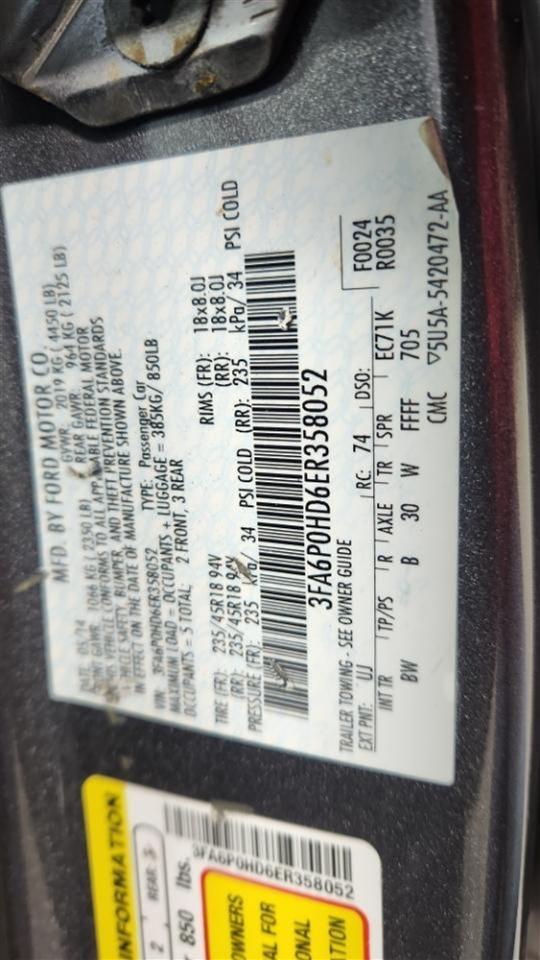 MFD. BY FORD MOTOR CO.
DATE: 05/14 GVWR: 2019 KG ( 4450 LB)
FRONT GAWR: 1066 KG ( 2350 LB) REAR GAWR: 964 KG ( 2125 LB)
THIS VEHICLE CONFORMS TO ALL APPLICABLE FEDERAL MOTOR
VEHICLE SAFETY, BUMPER, AND THEFT PREVENTION STANDARDS
IN EFFECT ON THE DATE OF MANUFACTURE SHOWN ABOVE.
VIN: 3FA6P0HD6ER358052 TYPE: Passenger Car
MAXIMUM LOAD = OCCUPANTS + LUGGAGE = 385KG/ 850LB
OCCUPANTS = 5 TOTAL: 2 FRONT, 3 REAR
TIRE (FR): 235/45R18 94V RIMS (FR): 18x8.0J
(RR): 235/45R18 94V (RR): 18x8.0J
PRESSURE (FR): 235 kPa/ 34 PSI COLD (RR): 235 kPa/ 34 PSI COLD
3FA6P0HD6ER358052
TRAILER TOWING - SEE OWNER GUIDE
EXT PNT: UJ RC: 74 DSO: F0024
R0035
INT TR TP/PS R AXLE TR SPR EC71K
BW B 30 W FFFF 705
CMC ▽5U5A-5420472-AA
INFORMATION
2 REAR 3
850 lbs.
3FA6P0HD6ER358052
OWNERS
AL FOR
ONAL
TION